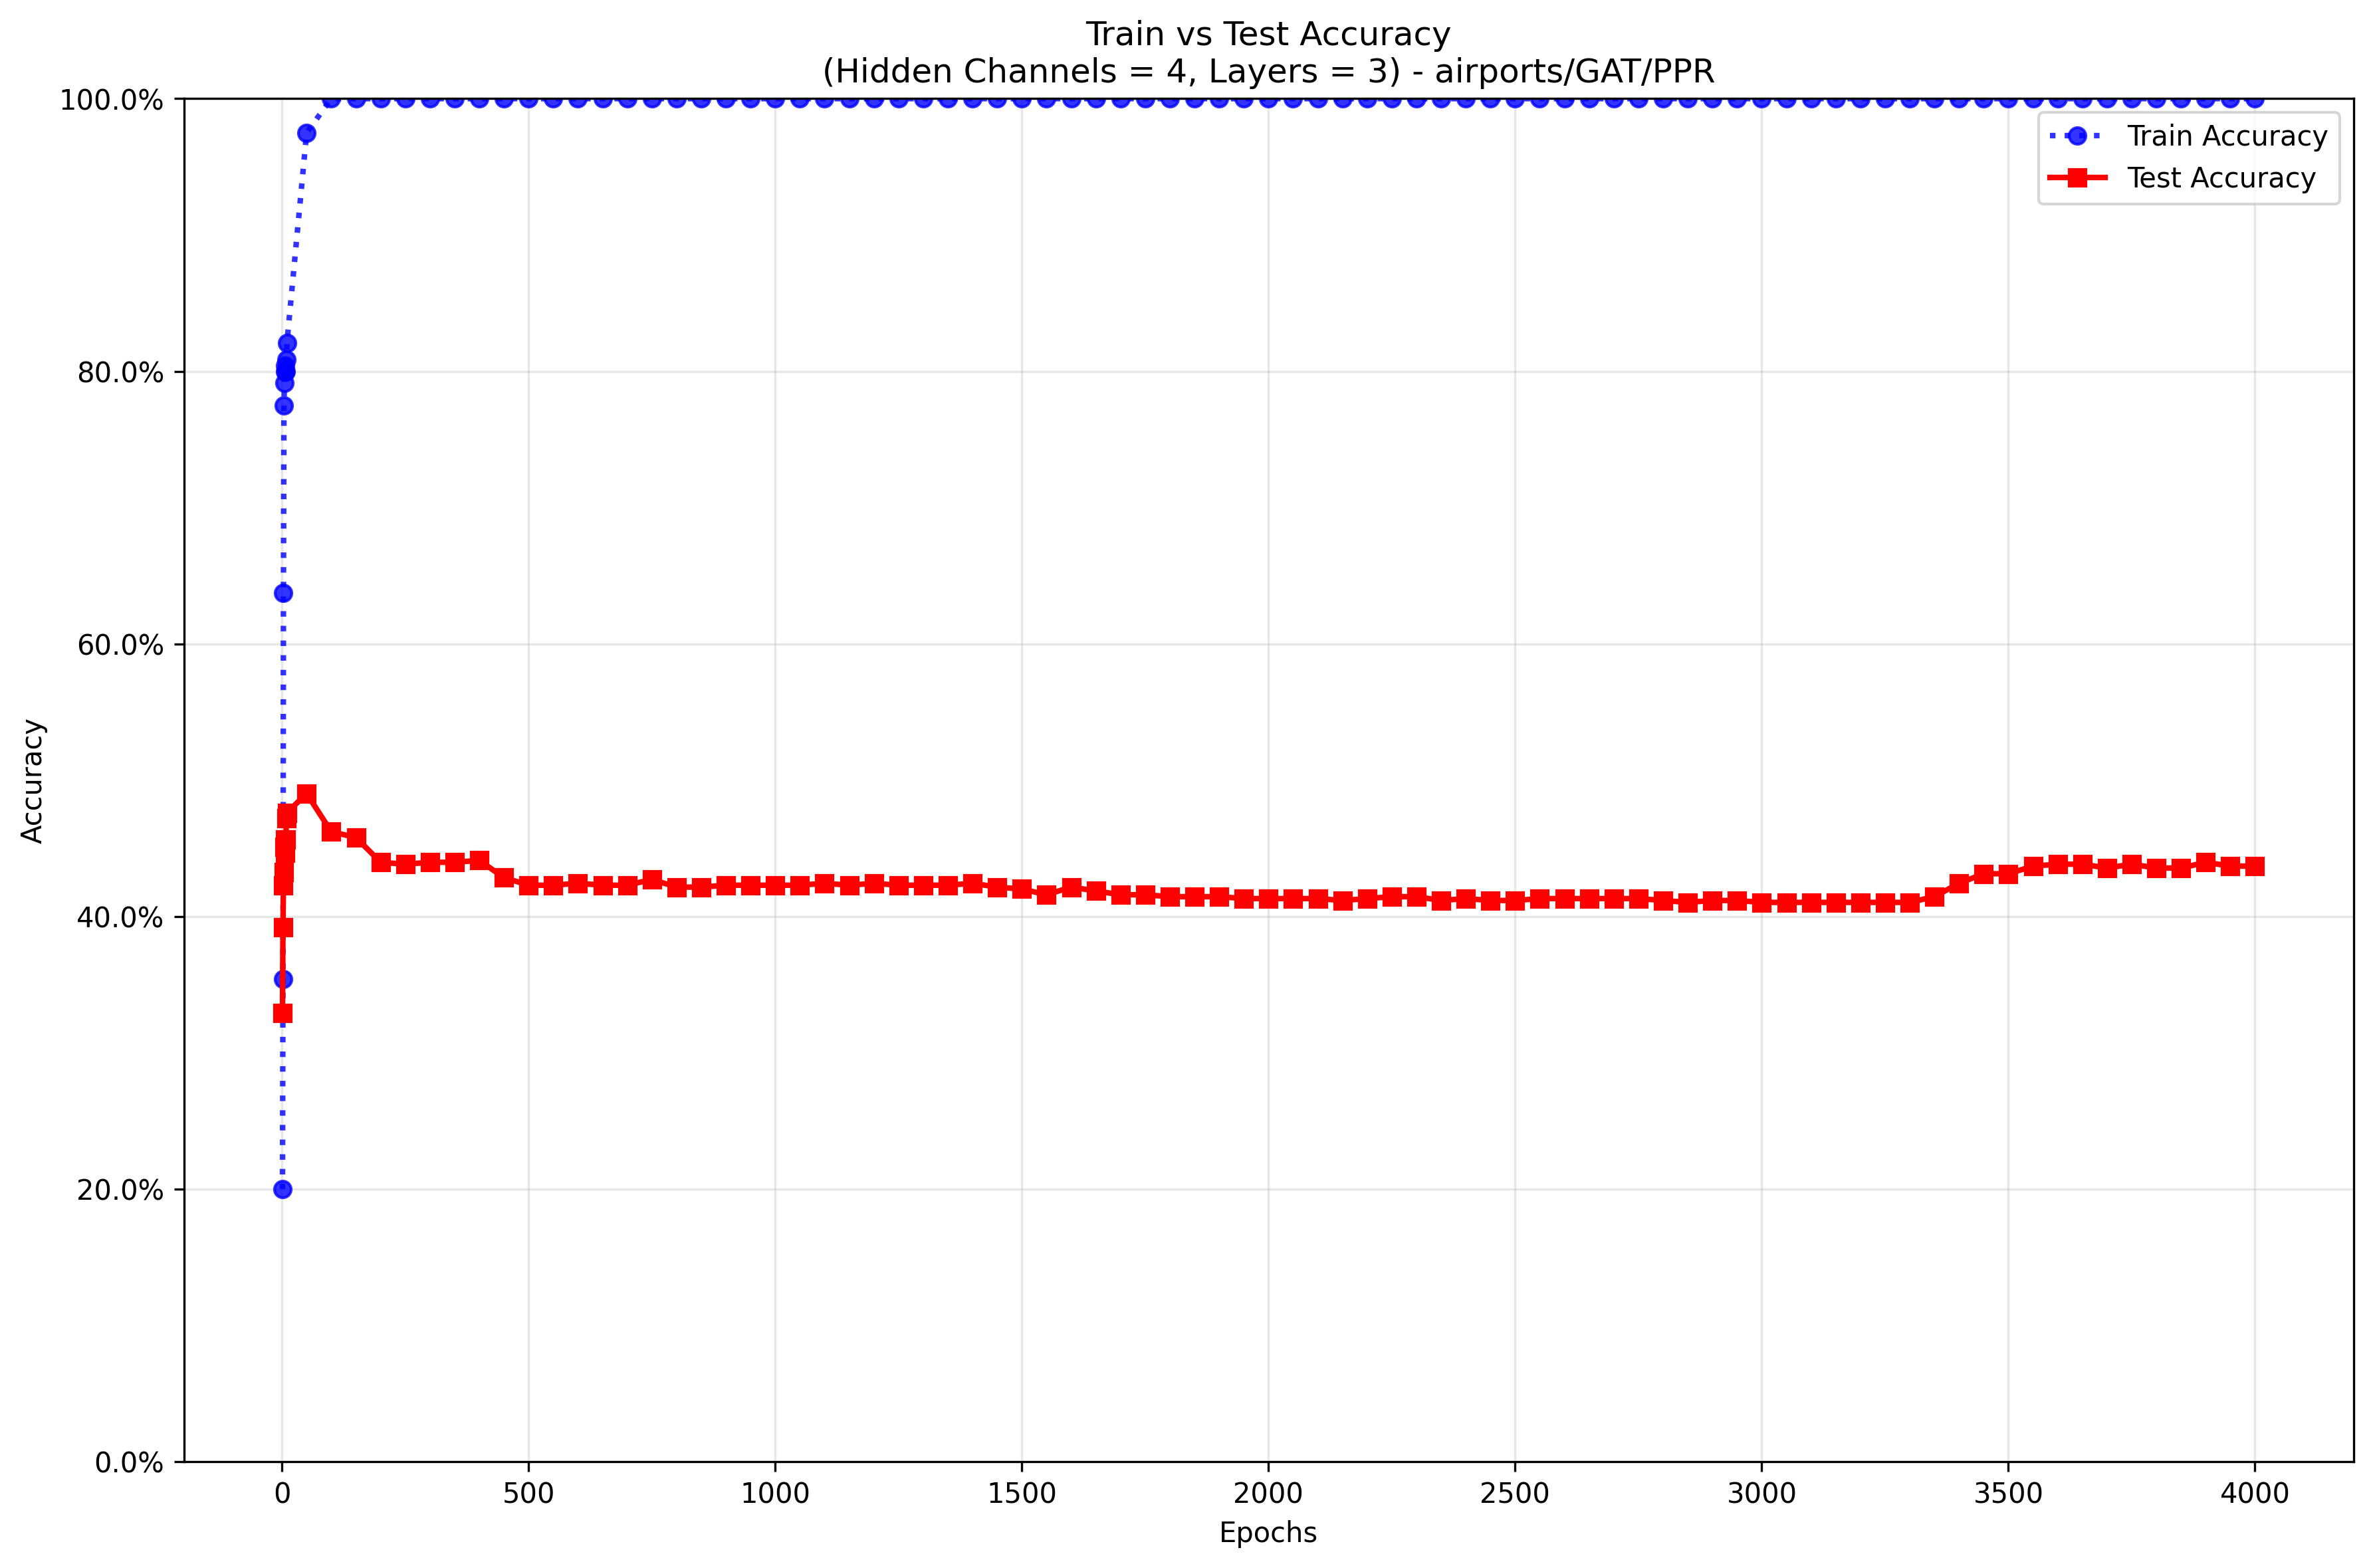 Train vs Test Accuracy
(Hidden Channels = 4, Layers = 3) - airports/GAT/PPR
100.0%
80.0%
60.0%
40.0%
20.0%
0.0%
Accuracy
Train Accuracy
Test Accuracy
0 500 1000 1500 2000 2500 3000 3500 4000
Epochs